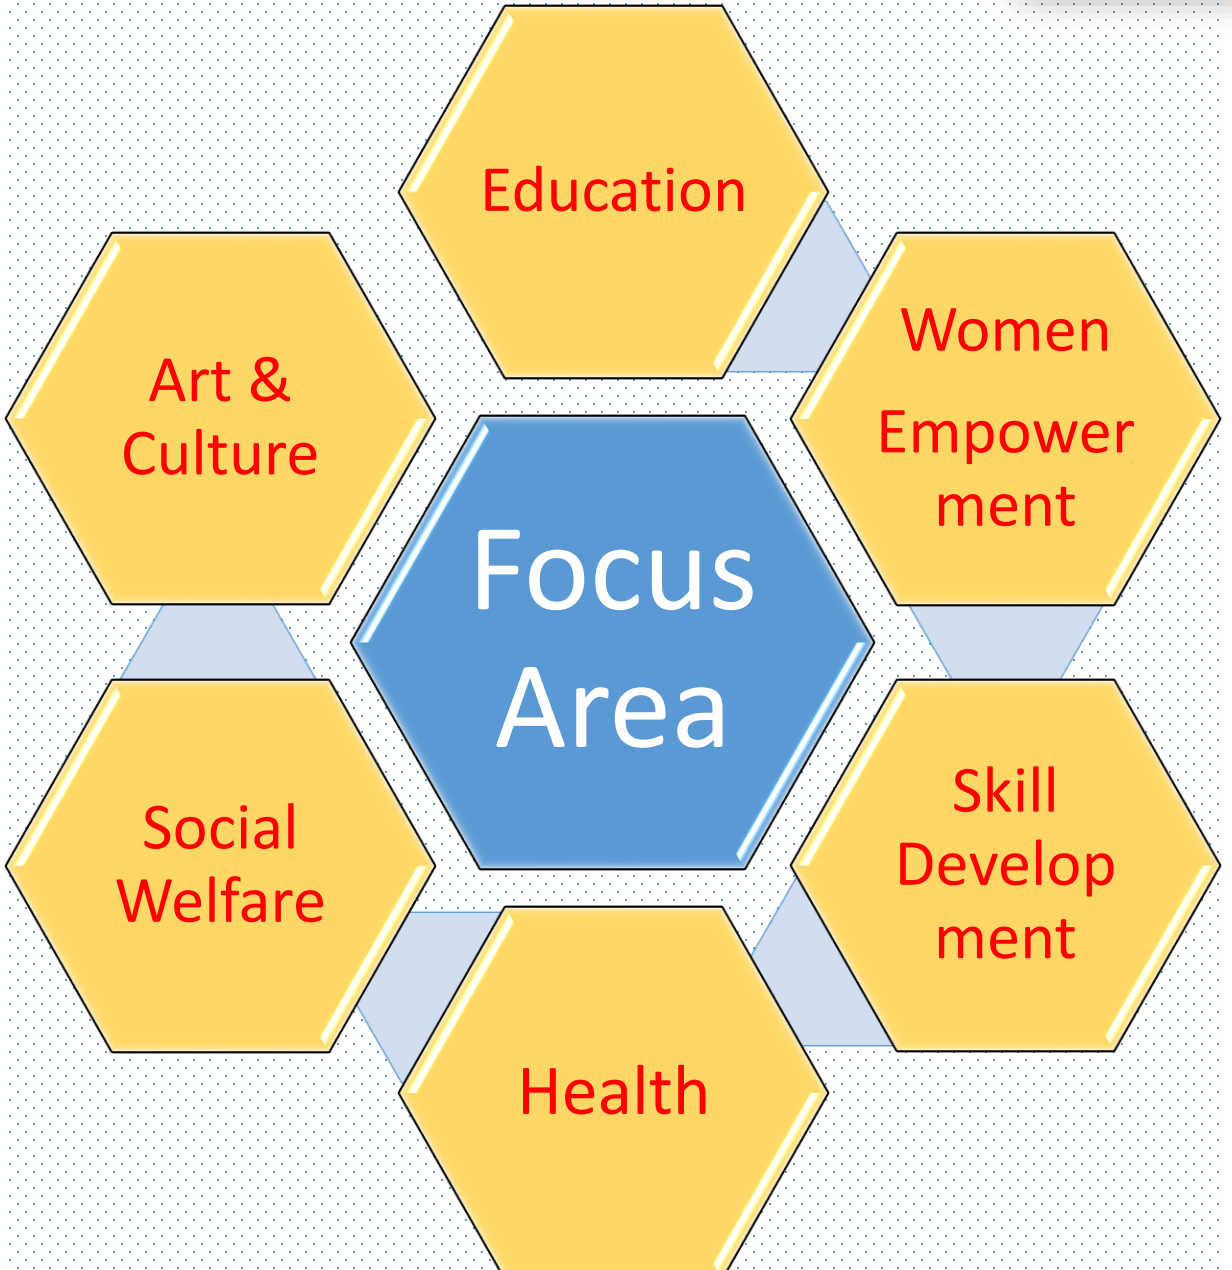 Education
Women
Empower
ment
Skill
Develop
ment
Health
Social
Welfare
Art &
Culture
Focus
Area